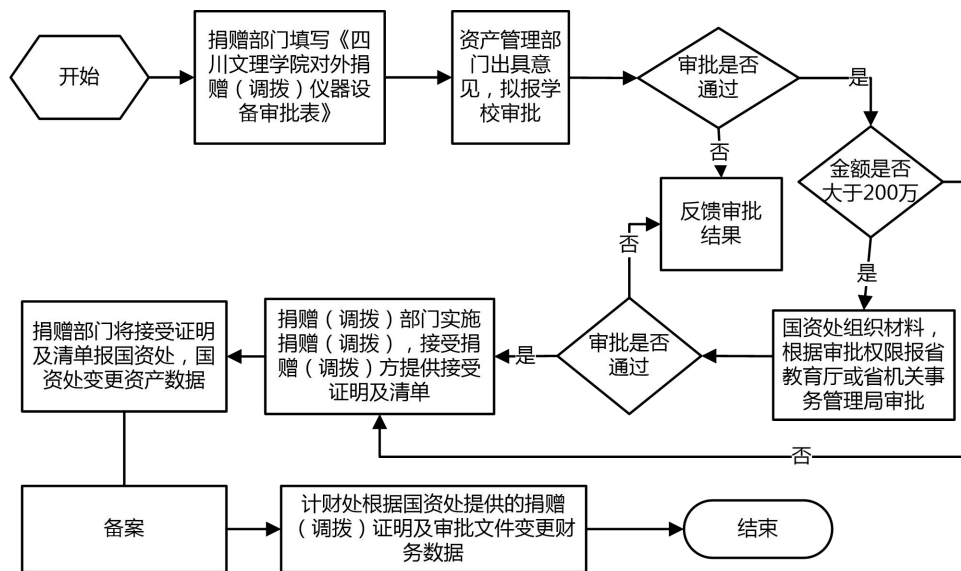 开始
捐赠部门填写《四
川文理学院对外捐
赠（调拨）仪器设
备审批表》
资产管理部
门出具意
见，拟报学
校审批
审批是否
通过
是
否
金额是否
大于200万
反馈审批
结果
否
是
捐赠部门将接受证明
及清单报国资处，国
资处变更资产数据
捐赠（调拨）部门实施
捐赠（调拨），接受捐
赠（调拨）方提供接受
证明及清单
是
审批是否
通过
国资处组织材料，
根据审批权限报省
教育厅或省机关事
务管理局审批
否
备案
计财处根据国资处提供的捐赠
（调拨）证明及审批文件变更财
务数据
结束